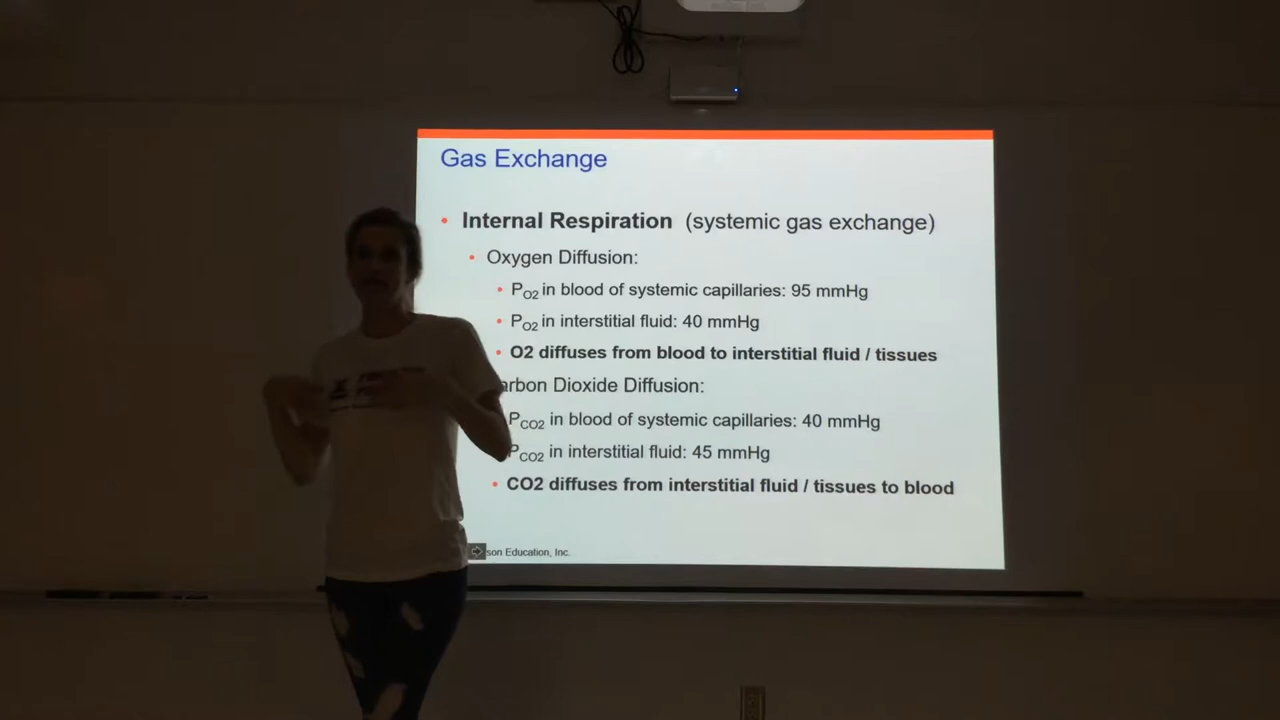 Gas Exchange
• Internal Respiration (systemic gas exchange)
• Oxygen Diffusion:
• PO2 in blood of systemic capillaries: 95 mmHg
• PO2 in interstitial fluid: 40 mmHg
• O2 diffuses from blood to interstitial fluid / tissues
arbon Dioxide Diffusion:
PCO2 in blood of systemic capillaries: 40 mmHg
PCO2 in interstitial fluid: 45 mmHg
• CO2 diffuses from interstitial fluid / tissues to blood
son Education, Inc.